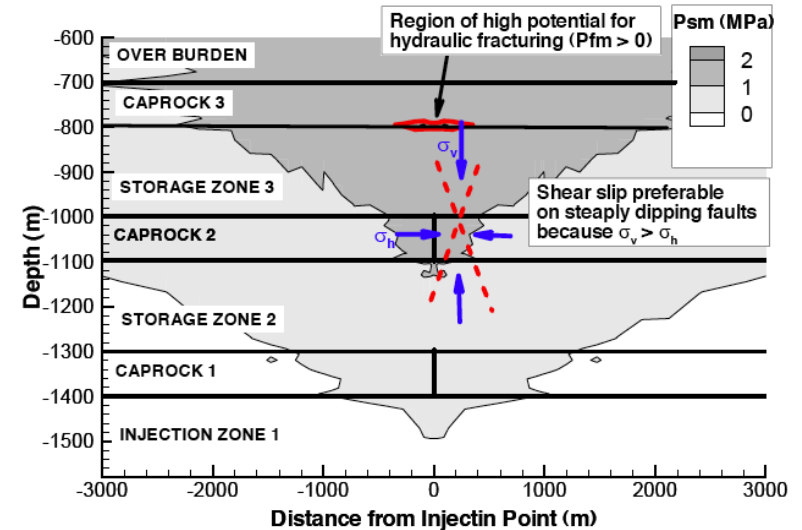 Region of high potential for
hydraulic fracturing (Pfm > 0)
Psm (MPa)
2
1
0
-600
-700
-800
-900
-1000
-1100
-1200
-1300
-1400
-1500
Depth (m)
OVER BURDEN
CAPROCK 3
STORAGE ZONE 3
CAPROCK 2
STORAGE ZONE 2
CAPROCK 1
INJECTION ZONE 1
σv
σh
Shear slip preferable
on steaply dipping faults
because σv > σh
-3000
-2000
-1000
0
1000
2000
3000
Distance from Injectin Point (m)